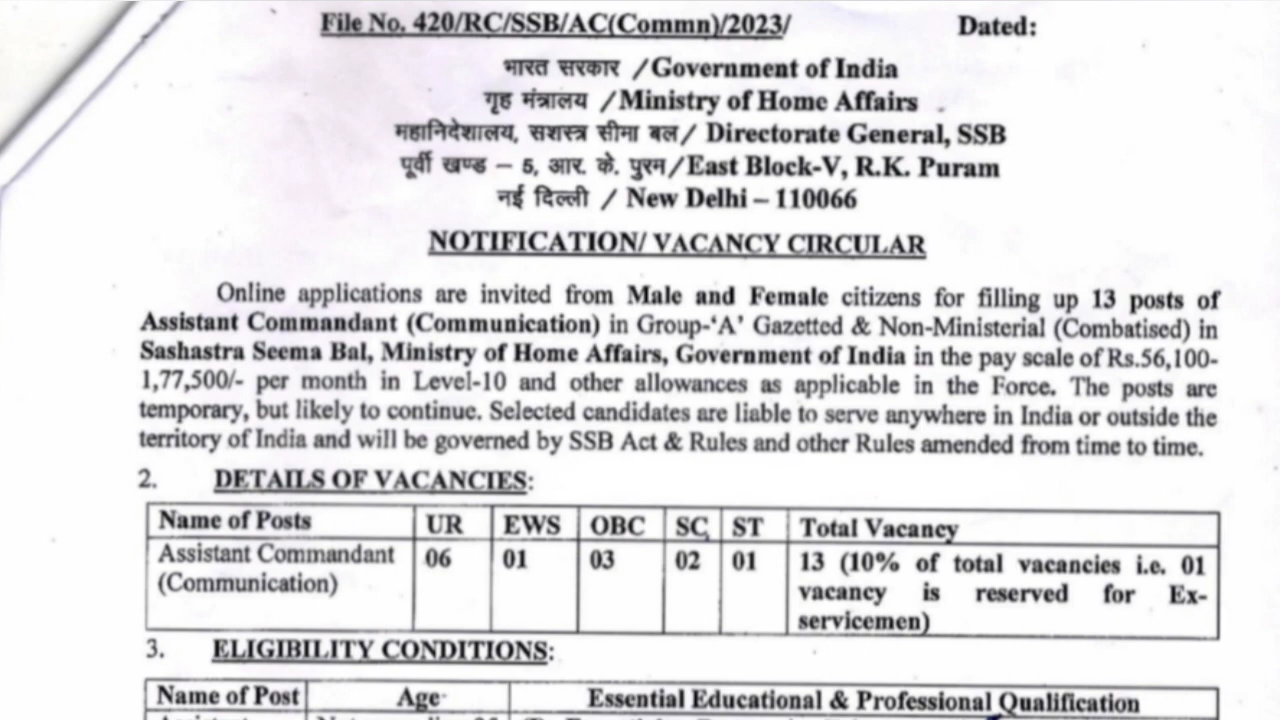 File No. 420/RC/SSB/AC(Commn)/2023/ Dated:
भारत सरकार /Government of India
गृह मंत्रालय /Ministry of Home Affairs
महानिदेशालय, सशस्त्र सीमा बल/ Directorate General, SSB
पूर्वी खण्ड – 5, आर. के. पुरम/East Block-V, R.K. Puram
नई दिल्ली / New Delhi – 110066
NOTIFICATION/ VACANCY CIRCULAR
Online applications are invited from Male and Female citizens for filling up 13 posts of
Assistant Commandant (Communication) in Group-‘A’ Gazetted & Non-Ministerial (Combatised) in
Sashastra Seema Bal, Ministry of Home Affairs, Government of India in the pay scale of Rs.56,100-
1,77,500/- per month in Level-10 and other allowances as applicable in the Force. The posts are
temporary, but likely to continue. Selected candidates are liable to serve anywhere in India or outside the
territory of India and will be governed by SSB Act & Rules and other Rules amended from time to time.
2. DETAILS OF VACANCIES:
Name of Posts UR EWS OBC SC ST Total Vacancy
Assistant Commandant 06 01 03 02 01 13 (10% of total vacancies i.e. 01
(Communication) vacancy is reserved for Ex-
servicemen)
3. ELIGIBILITY CONDITIONS:
Name of Post Age Essential Educational & Professional Qualification